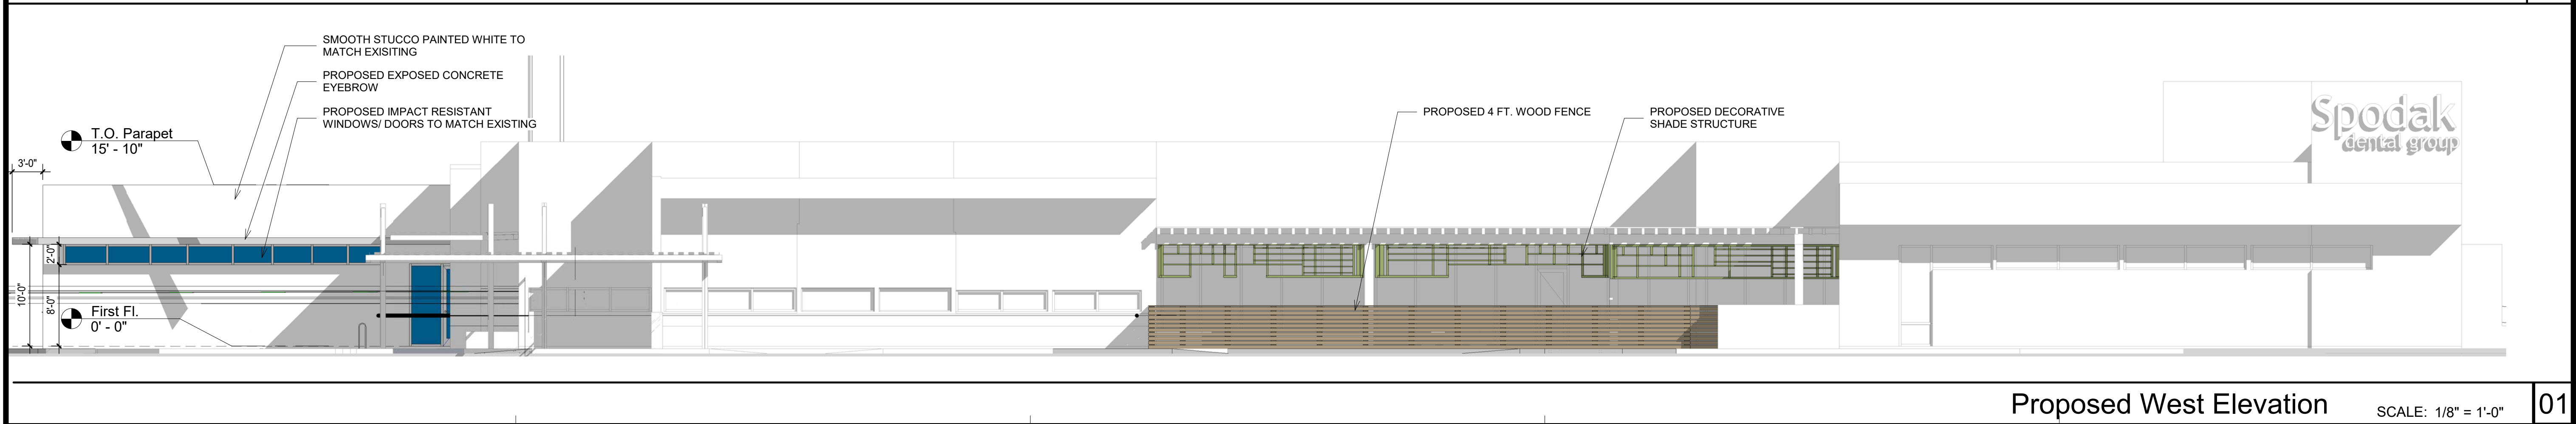 SMOOTH STUCCO PAINTED WHITE TO
MATCH EXISITING
PROPOSED EXPOSED CONCRETE
EYEBROW
PROPOSED IMPACT RESISTANT
WINDOWS/ DOORS TO MATCH EXISTING
PROPOSED 4 FT. WOOD FENCE
PROPOSED DECORATIVE
SHADE STRUCTURE
Spodak
dental group
T.O. Parapet
15' - 10"
3'-0"
2'-0"
10'-0"
8'-0"
First Fl.
0' - 0"
Proposed West Elevation
SCALE: 1/8" = 1'-0"
01